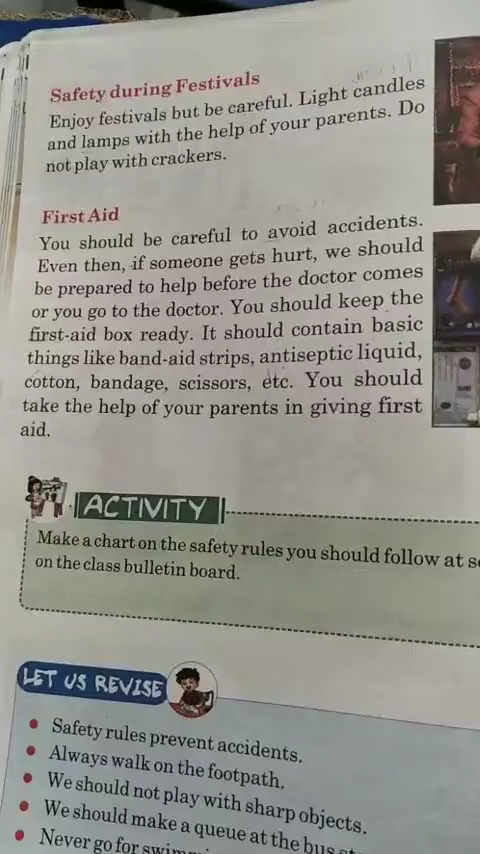 Safety during Festivals
Enjoy festivals but be careful. Light candles
and lamps with the help of your parents. Do
not play with crackers.
First Aid
You should be careful to avoid accidents.
Even then, if someone gets hurt, we should
be prepared to help before the doctor comes
or you go to the doctor. You should keep the
first-aid box ready. It should contain basic
things like band-aid strips, antiseptic liquid,
cotton, bandage, scissors, etc. You should
take the help of your parents in giving first
aid.
ACTIVITY
Make a chart on the safety rules you should follow at
on the class bulletin board.
LET US REVISE
• Safety rules prevent accidents.
• Always walk on the footpath.
• We should not play with sharp objects.
• We should make a queue at the bus
• Never go for